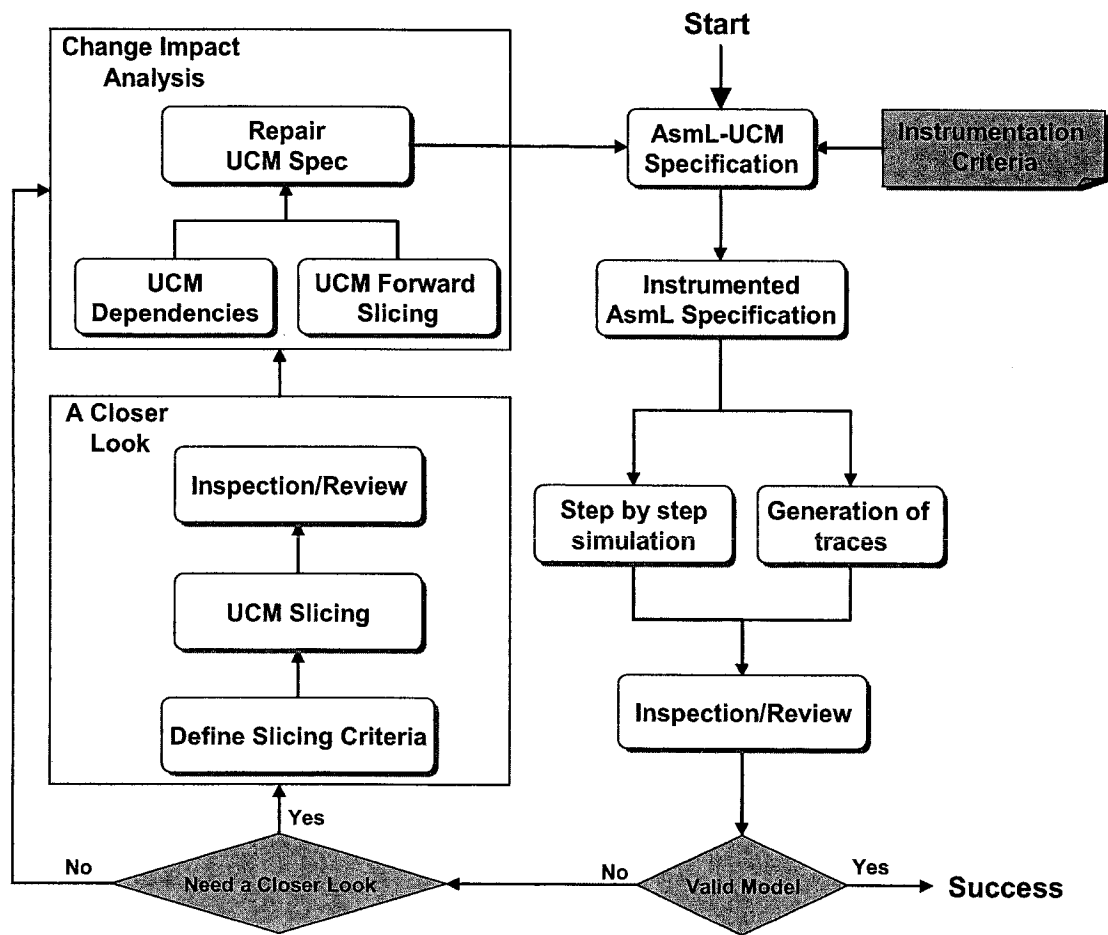 Start
Change Impact
Analysis
Repair
UCM Spec
AsmL-UCM
Specification
Instrumentation
Criteria
UCM
Dependencies
UCM Forward
Slicing
Instrumented
AsmL Specification
A Closer
Look
Inspection/Review
Step by step
simulation
Generation of
traces
UCM Slicing
Define Slicing Criteria
Inspection/Review
Yes
No
Need a Closer Look
No
Valid Model
Yes
Success